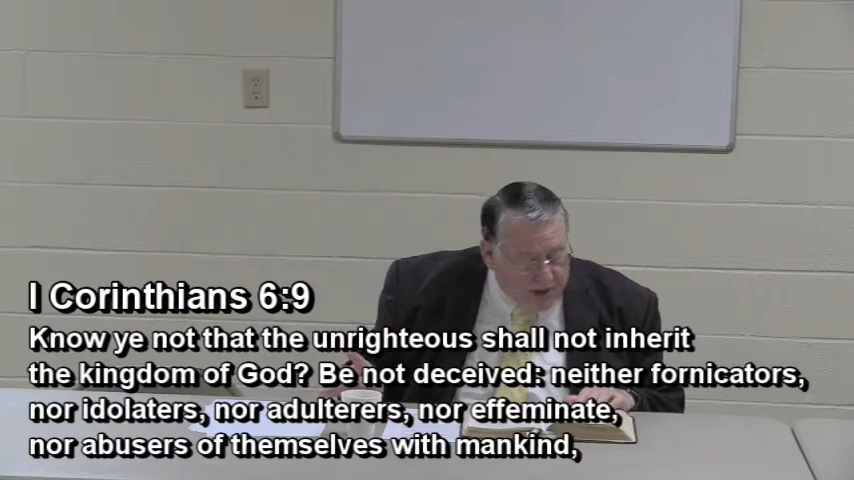 I Corinthians 6:9
Know ye not that the unrighteous shall not inherit
the kingdom of God? Be not deceived: neither fornicators,
nor idolaters, nor adulterers, nor effeminate,
nor abusers of themselves with mankind,